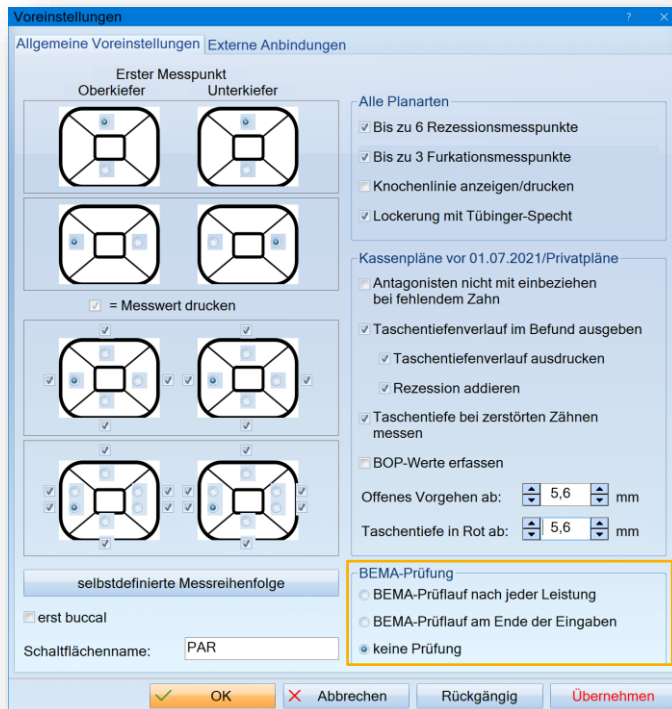 Voreinstellungen
Allgemeine Voreinstellungen
Externe Anbindungen
Erster Messpunkt
Oberkiefer
Unterkiefer
= Messwert drucken
selbstdefinierte Messreihenfolge
erst buccal
Schaltflächenname:
PAR
Alle Planarten
Bis zu 6 Rezessionsmesspunkte
Bis zu 3 Furkationsmesspunkte
Knochenlinie anzeigen/drucken
Lockerung mit Tübinger-Specht
Kassenpläne vor 01.07.2021/Privatpläne
Antagonisten nicht mit einbeziehen
bei fehlendem Zahn
Taschentiefenverlauf im Befund ausgeben
Taschentiefenverlauf ausdrucken
Rezession addieren
Taschentiefe bei zerstörten Zähnen
messen
BOP-Werte erfassen
Offenes Vorgehen ab: 5,6 mm
Taschentiefe in Rot ab: 5,6 mm
BEMA-Prüfung
BEMA-Prüflauf nach jeder Leistung
BEMA-Prüflauf am Ende der Eingaben
keine Prüfung
OK
Abbrechen
Rückgängig
Übernehmen